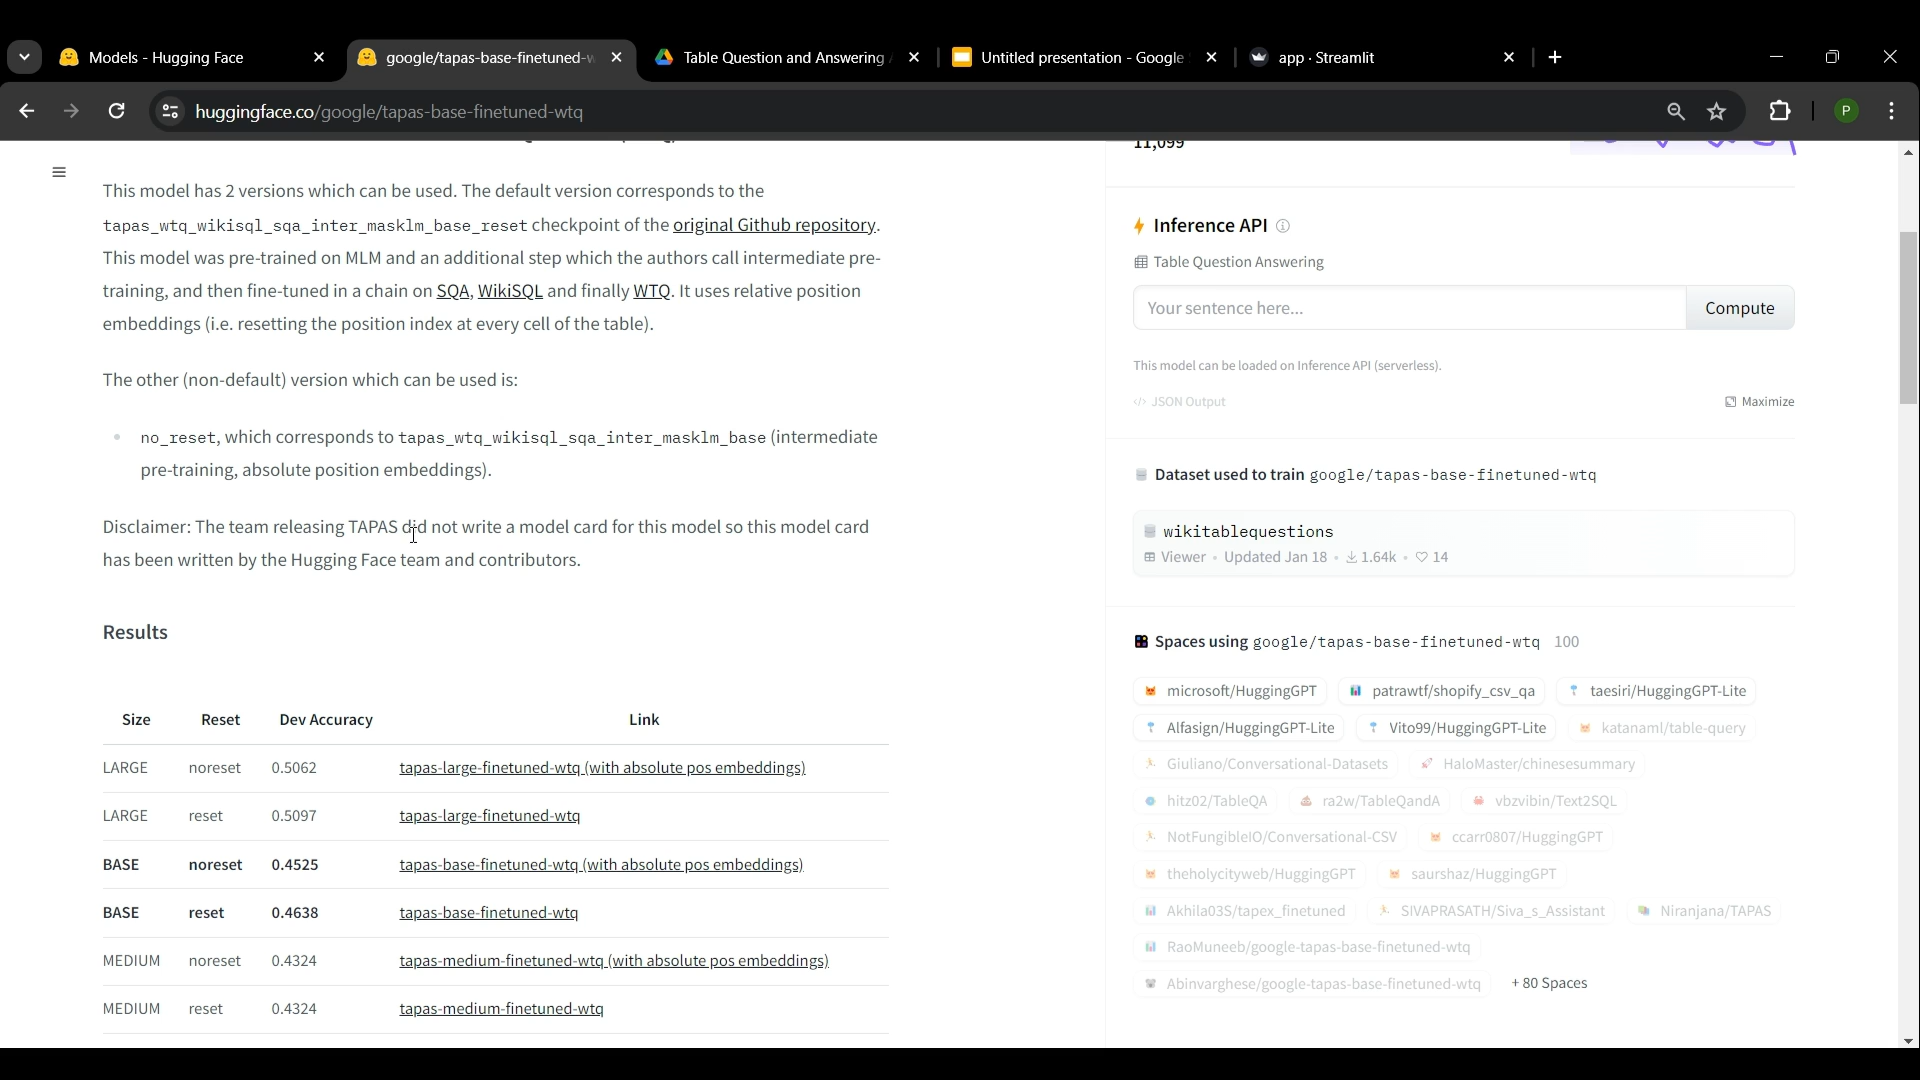 Models - Hugging Face
google/tapas-base-finetuned-w
Table Question and Answering
Untitled presentation - Google
app · Streamlit
huggingface.co/google/tapas-base-finetuned-wtq
P
This model has 2 versions which can be used. The default version corresponds to the
tapas_wtq_wikisql_sqa_inter_masklm_base_reset checkpoint of the original Github repository.
This model was pre-trained on MLM and an additional step which the authors call intermediate pre-
training, and then fine-tuned in a chain on SQA, WikiSQL and finally WTQ. It uses relative position
embeddings (i.e. resetting the position index at every cell of the table).
The other (non-default) version which can be used is:
no_reset, which corresponds to tapas_wtq_wikisql_sqa_inter_masklm_base (intermediate
pre-training, absolute position embeddings).
Disclaimer: The team releasing TAPAS did not write a model card for this model so this model card
has been written by the Hugging Face team and contributors.
Results
Size Reset Dev Accuracy Link
LARGE noreset 0.5062 tapas-large-finetuned-wtq (with absolute pos embeddings)
LARGE reset 0.5097 tapas-large-finetuned-wtq
BASE noreset 0.4525 tapas-base-finetuned-wtq (with absolute pos embeddings)
BASE reset 0.4638 tapas-base-finetuned-wtq
MEDIUM noreset 0.4324 tapas-medium-finetuned-wtq (with absolute pos embeddings)
MEDIUM reset 0.4324 tapas-medium-finetuned-wtq
11,099
Inference API
Table Question Answering
Your sentence here... Compute
This model can be loaded on Inference API (serverless).
</> JSON Output Maximize
Dataset used to train google/tapas-base-finetuned-wtq
wikitablequestions
Viewer • Updated Jan 18 • 1.64k • 14
Spaces using google/tapas-base-finetuned-wtq 100
microsoft/HuggingGPT patrawtf/shopify_csv_qa taesiri/HuggingGPT-Lite
Alfasign/HuggingGPT-Lite Vito99/HuggingGPT-Lite katanaml/table-query
Giuliano/Conversational-Datasets HaloMaster/chinesesummary
hitz02/TableQA ra2w/TableQandA vbzvibin/Text2SQL
NotFungibleIO/Conversational-CSV ccarr0807/HuggingGPT
theholycityweb/HuggingGPT saurshaz/HuggingGPT
Akhila03S/tapex_finetuned SIVAPRASATH/Siva_s_Assistant Niranjana/TAPAS
RaoMuneeb/google-tapas-base-finetuned-wtq
Abinvarghese/google-tapas-base-finetuned-wtq + 80 Spaces